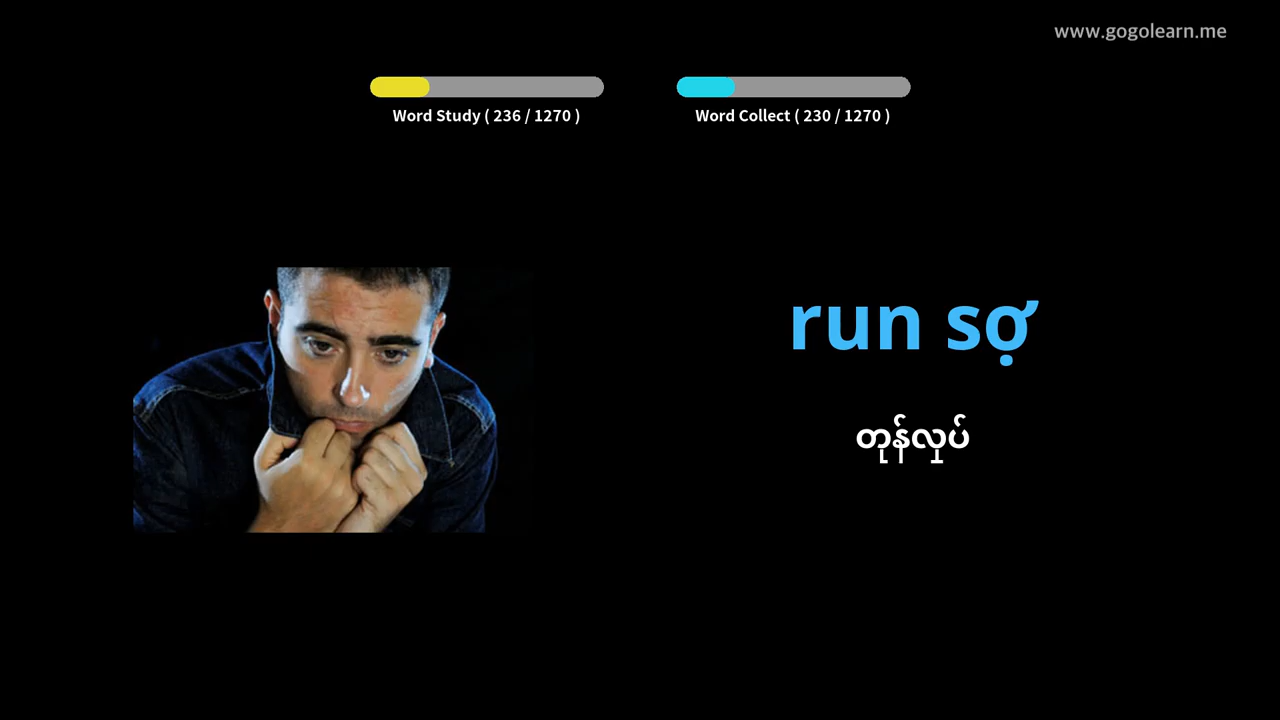 www.gogolearn.me
Word Study ( 236 / 1270 )
Word Collect ( 230 / 1270 )
run sợ
တုန်လှုပ်